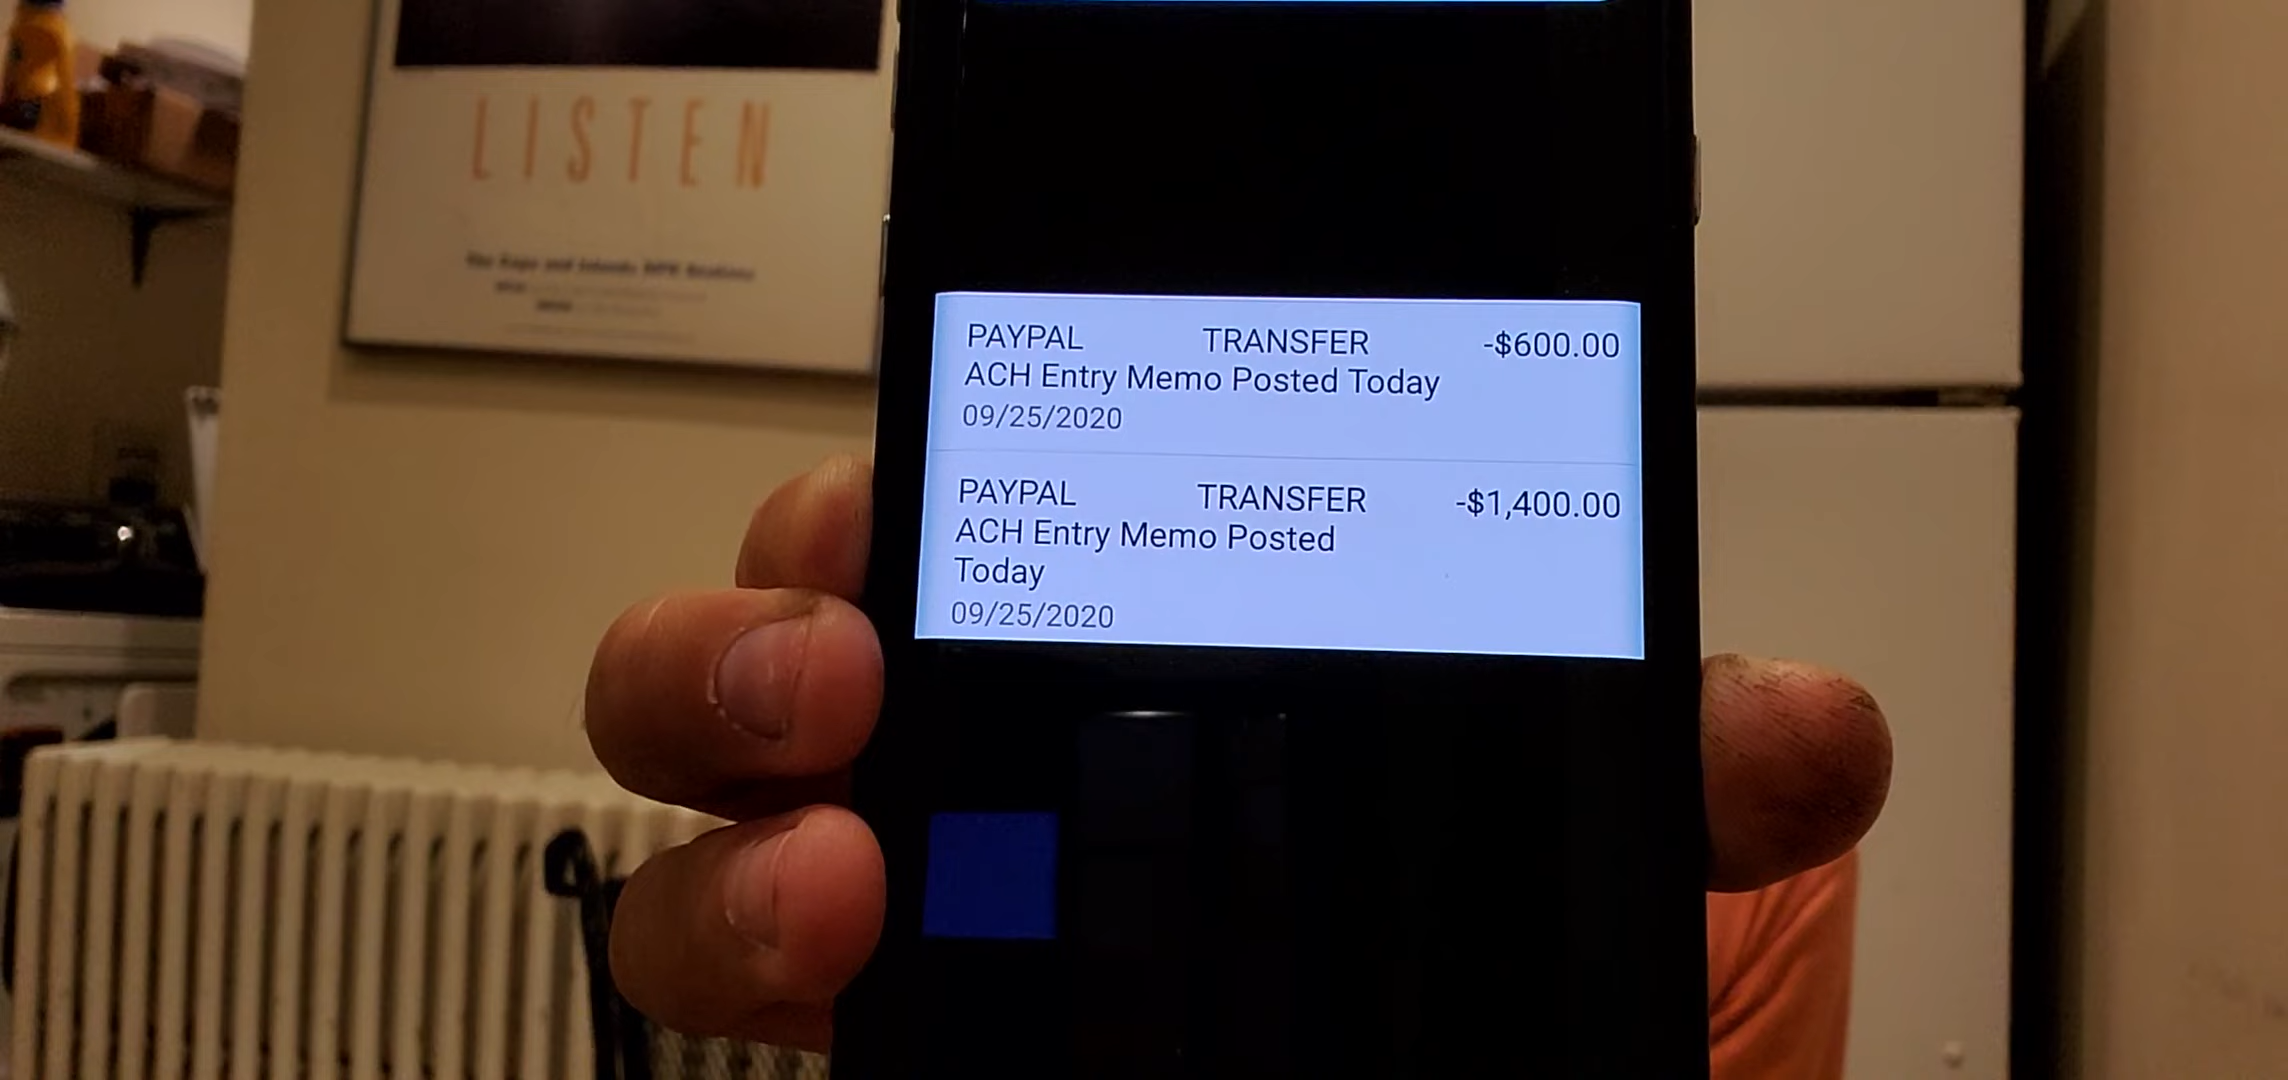 LISTEN
PAYPAL TRANSFER -$600.00
ACH Entry Memo Posted Today
09/25/2020
PAYPAL TRANSFER -$1,400.00
ACH Entry Memo Posted
Today
09/25/2020